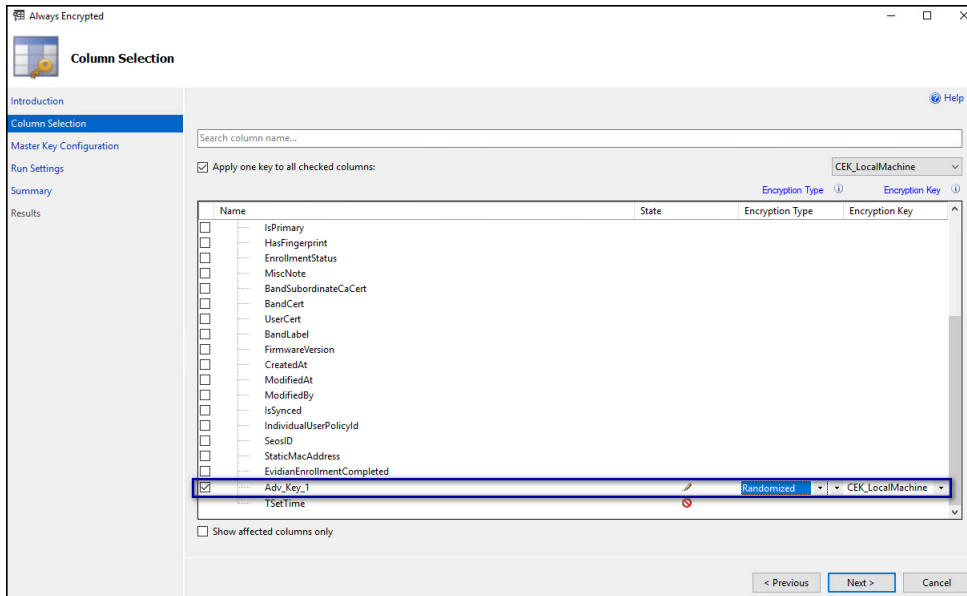 Always Encrypted
Column Selection
Introduction
Column Selection
Master Key Configuration
Run Settings
Summary
Results
Help
Search column name...
Apply one key to all checked columns:
CEK_LocalMachine
Encryption Type
Encryption Key
Name State Encryption Type Encryption Key
IsPrimary
HasFingerprint
EnrollmentStatus
MiscNote
BandSubordinateCaCert
BandCert
UserCert
BandLabel
FirmwareVersion
CreatedAt
ModifiedAt
ModifiedBy
IsSynced
IndividualUserPolicyId
SeosID
StaticMacAddress
EvidianEnrollmentCompleted
Adv_Key_1 Randomized CEK_LocalMachine
TSetTime
Show affected columns only
< Previous Next > Cancel